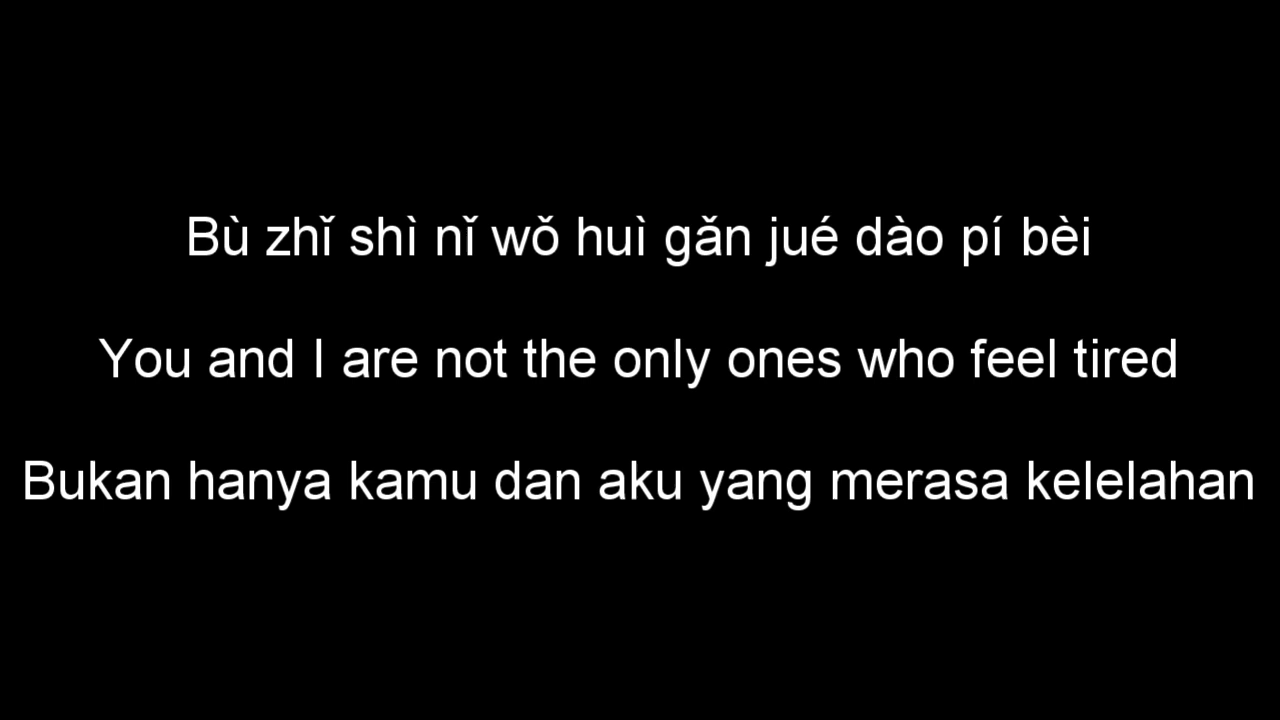 Bù zhǐ shì nǐ wǒ huì gǎn jué dào pí bèi
You and I are not the only ones who feel tired
Bukan hanya kamu dan aku yang merasa kelelahan